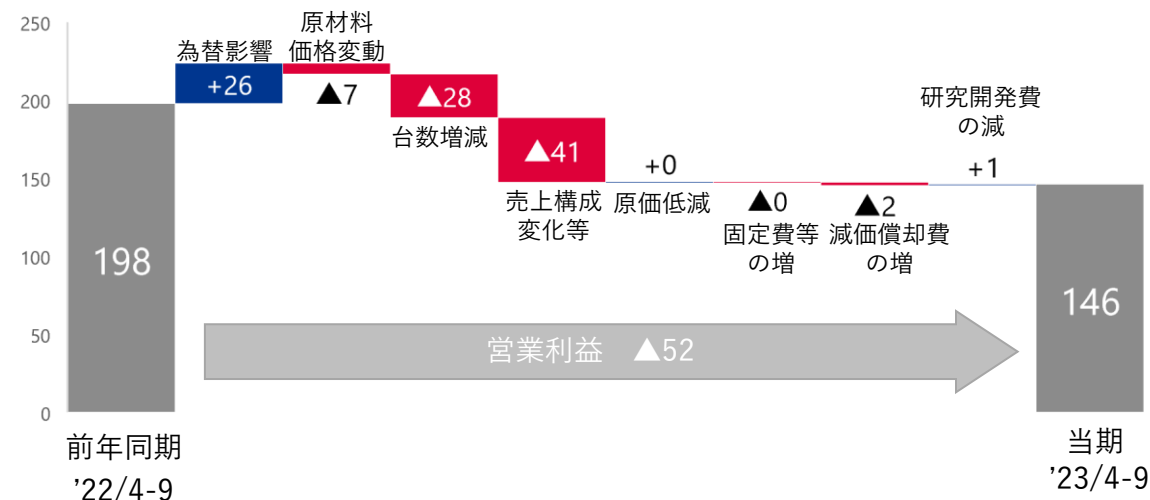 250
200
150
100
50
0
198
前年同期
’22/4-9
為替影響
+26
原材料
価格変動
▲7
▲28
台数増減
▲41
売上構成
変化等
+0
原価低減
▲0
固定費等
の増
▲2
減価償却費
の増
研究開発費
の減
+1
営業利益 ▲52
146
当期
’23/4-9